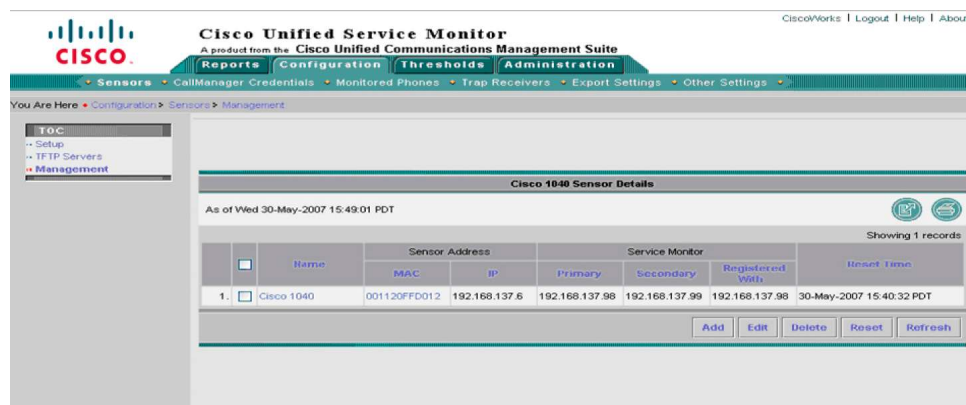 CiscoWorks | Logout | Help | Abou
CISCO
Cisco Unified Service Monitor
A product from the Cisco Unified Communications Management Suite
Reports Configuration Thresholds Administration
Sensors CallManager Credentials Monitored Phones Trap Receivers Export Settings Other Settings
You Are Here • Configuration > Sensors > Management
TOC
Setup
TFTP Servers
Management
Cisco 1040 Sensor Details
As of Wed 30-May-2007 15:49:01 PDT
Showing 1 records
Name Sensor Address Service Monitor Reset Time
MAC IP Primary Secondary Registered With
1. Cisco 1040 001120FFD012 192.168.137.6 192.168.137.98 192.168.137.99 192.168.137.98 30-May-2007 15:40:32 PDT
Add Edit Delete Reset Refresh